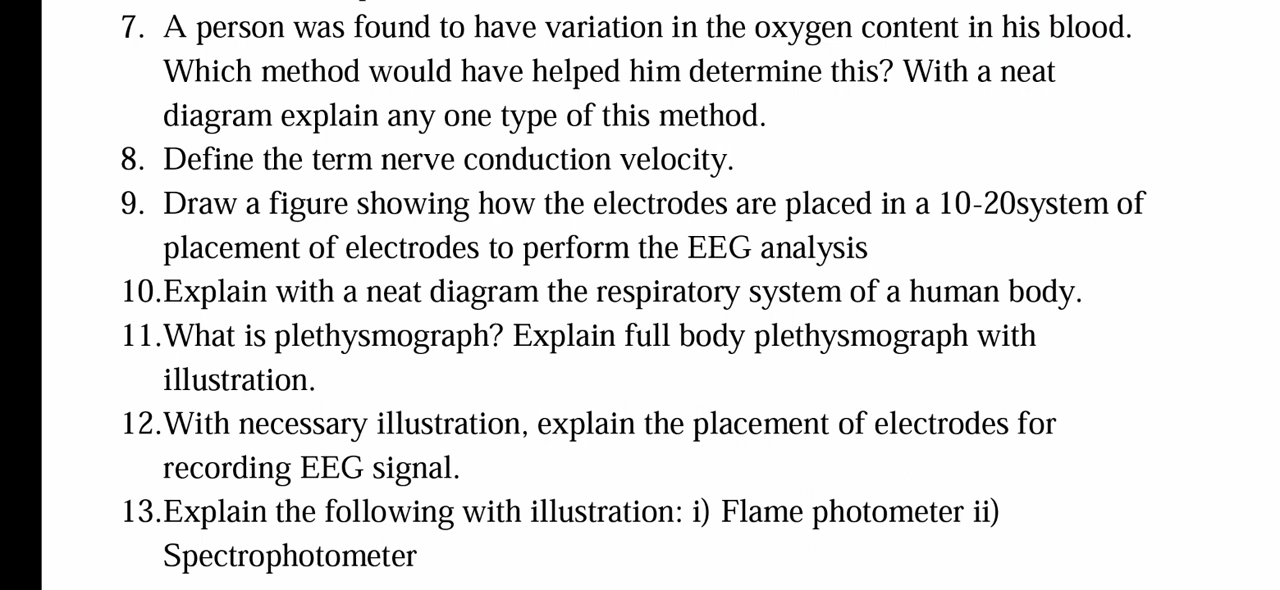 7. A person was found to have variation in the oxygen content in his blood.
Which method would have helped him determine this? With a neat
diagram explain any one type of this method.
8. Define the term nerve conduction velocity.
9. Draw a figure showing how the electrodes are placed in a 10-20system of
placement of electrodes to perform the EEG analysis
10.Explain with a neat diagram the respiratory system of a human body.
11.What is plethysmograph? Explain full body plethysmograph with
illustration.
12.With necessary illustration, explain the placement of electrodes for
recording EEG signal.
13.Explain the following with illustration: i) Flame photometer ii)
Spectrophotometer